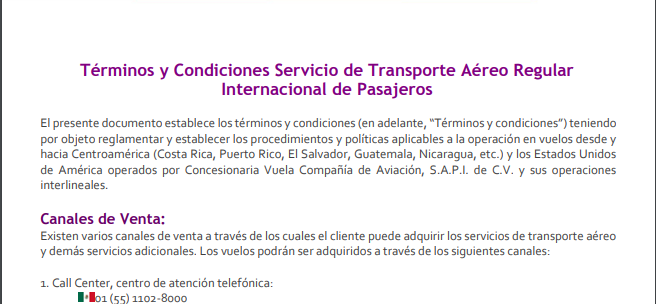 Términos y Condiciones Servicio de Transporte Aéreo Regular
Internacional de Pasajeros
El presente documento establece los términos y condiciones (en adelante, “Términos y condiciones”) teniendo
por objeto reglamentar y establecer los procedimientos y políticas aplicables a la operación en vuelos desde y
hacia Centroamérica (Costa Rica, Puerto Rico, El Salvador, Guatemala, Nicaragua, etc.) y los Estados Unidos
de América operados por Concesionaria Vuela Compañía de Aviación, S.A.P.I. de C.V. y sus operaciones
interlineales.
Canales de Venta:
Existen varios canales de venta a través de los cuales el cliente puede adquirir los servicios de transporte aéreo
y demás servicios adicionales. Los vuelos podrán ser adquiridos a través de los siguientes canales:
1. Call Center, centro de atención telefónica:
01 (55) 1102-8000